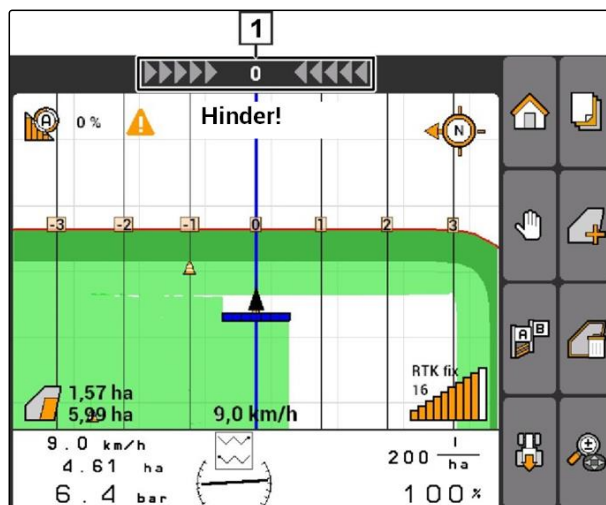 1
0
0 %
Hinder!
N
-3 -2 -1 0 1 2 3
A B
RTK fix
16
1,57 ha
5,99 ha
9,0 km/h
9.0 km/h
4.61 ha
6.4 bar
200 l/ha
100%
A